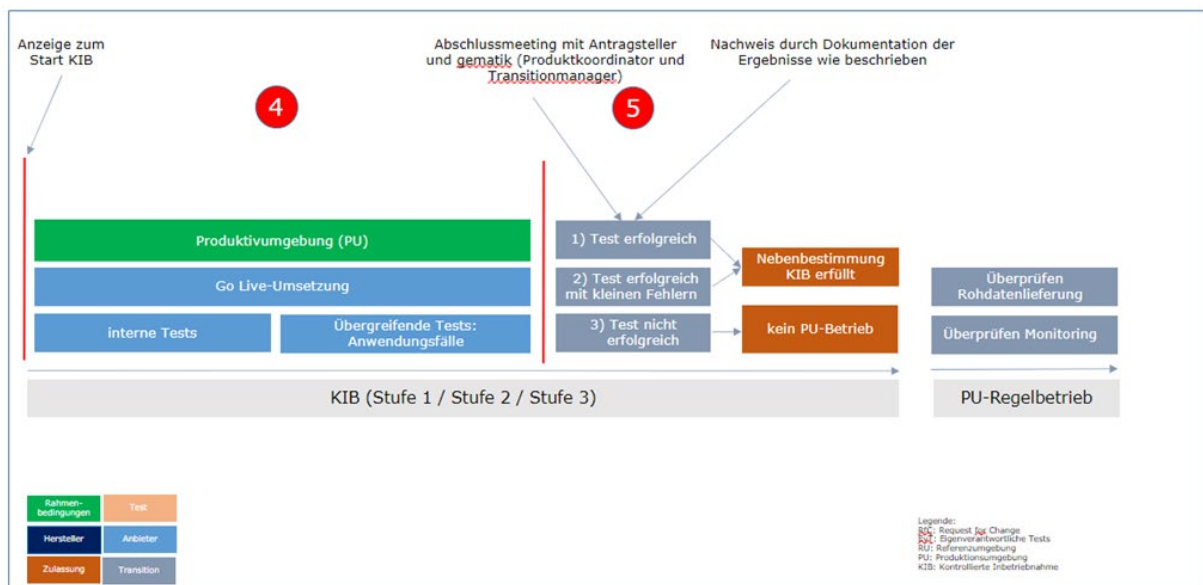 Anzeige zum
Start KIB
Abschlussmeeting mit Antragsteller
und gematik (Produktkoordinator und
Transitionmanager)
Nachweis durch Dokumentation der
Ergebnisse wie beschrieben
4
5
Produktivumgebung (PU)
Go Live-Umsetzung
interne Tests
Übergreifende Tests:
Anwendungsfälle
1) Test erfolgreich
2) Test erfolgreich
mit kleinen Fehlern
3) Test nicht
erfolgreich
Nebenbestimmung
KIB erfüllt
kein PU-Betrieb
Überprüfen
Rohdatenlieferung
Überprüfen Monitoring
KIB (Stufe 1 / Stufe 2 / Stufe 3)
PU-Regelbetrieb
Rahmen-
bedingungen
Test
Hersteller
Anbieter
Zulassung
Transition
Legende:
RfC: Request for Change
Eigenverantwortliche Tests
RU: Referenzumgebung
PU: Produktionsumgebung
KIB: Kontrollierte Inbetriebnahme